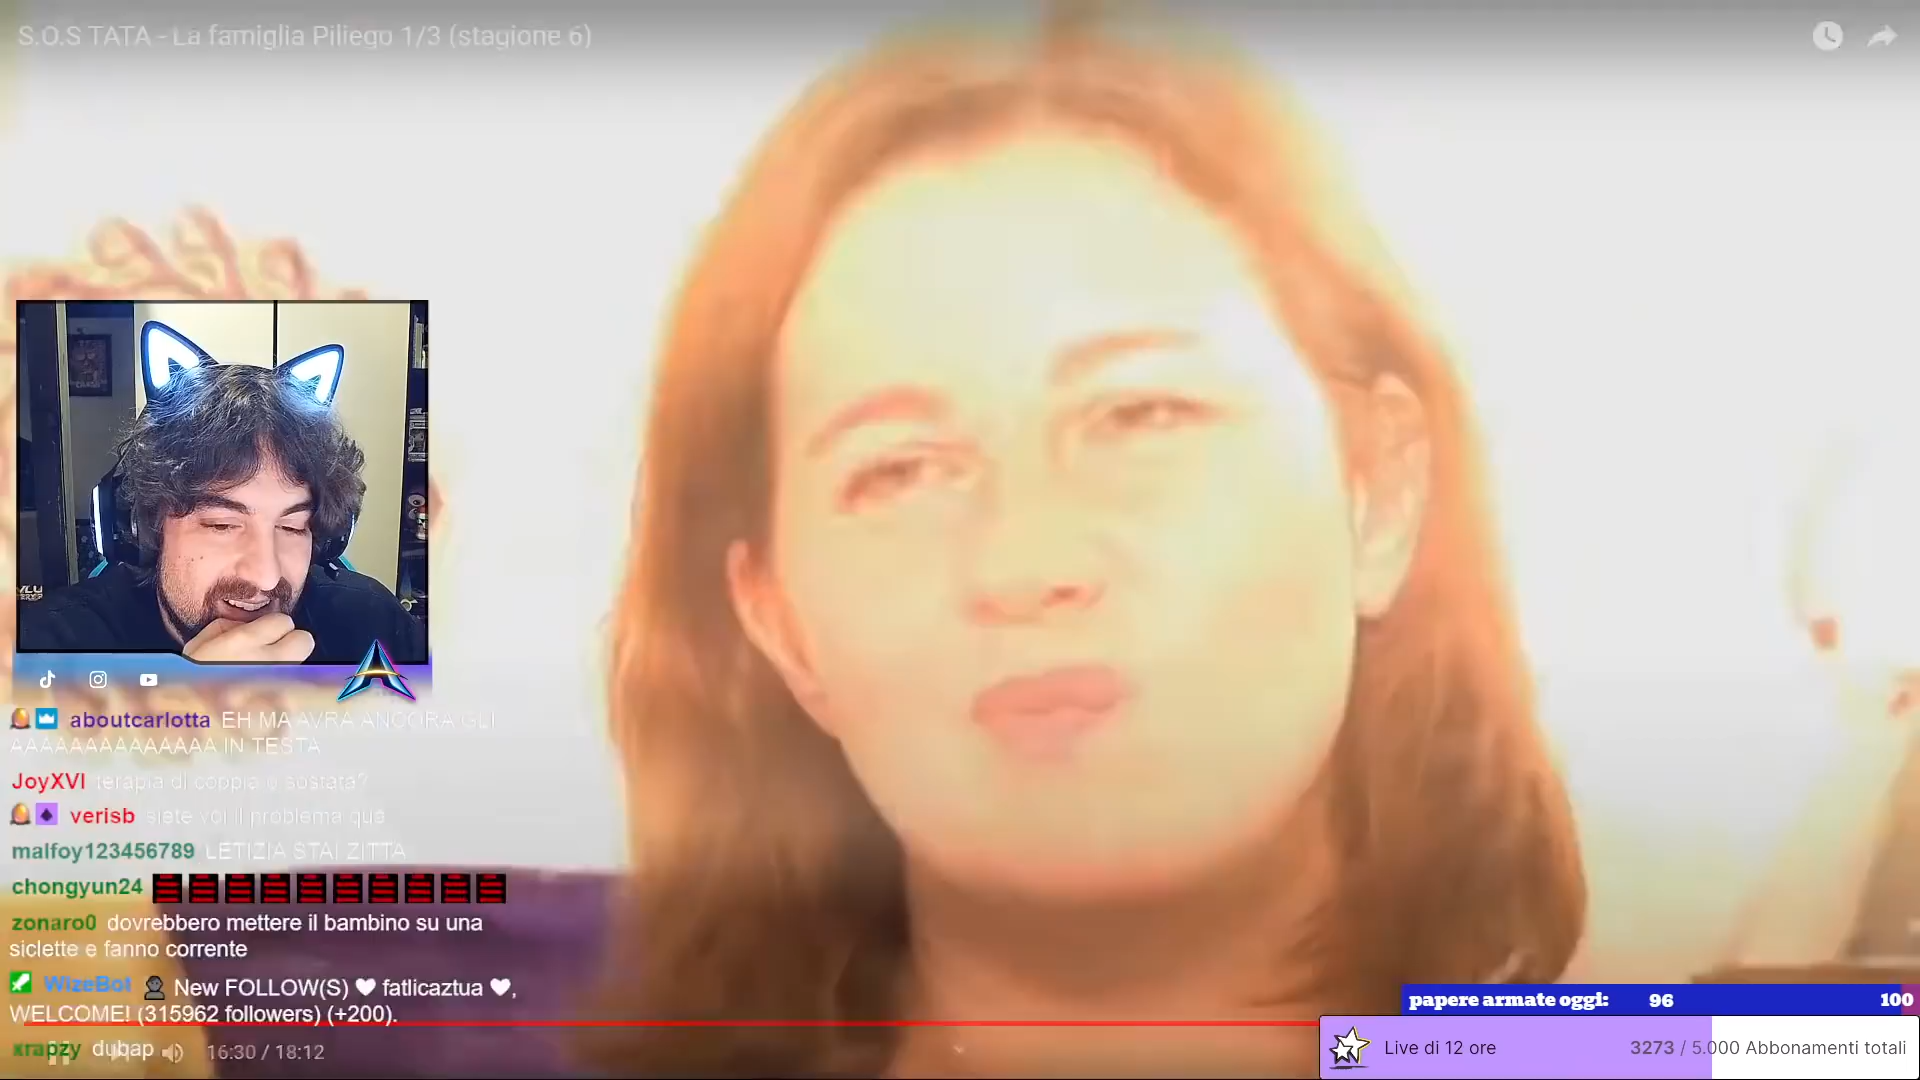 S.O.S TATA - La famiglia Piliego 1/3 (stagione 6)
aboutcarlotta EH MA AVRA ANCORA GLI
AAAAAAAAAAAAAA IN TESTA
JoyXVI terapia di coppia o sostata?
verisb siete voi il problema que
malfoy123456789 LETIZIA STAI ZITTA
chongyun24
zonaro0 dovrebbero mettere il bambino su una
siclette e fanno corrente
WizeBot New FOLLOW(S) fatlicaztua ,
WELCOME! (315962 followers) (+200).
xrapzy dubap
16:30 / 18:12
papere armate oggi: 96 100
Live di 12 ore 3273 / 5.000 Abbonamenti totali